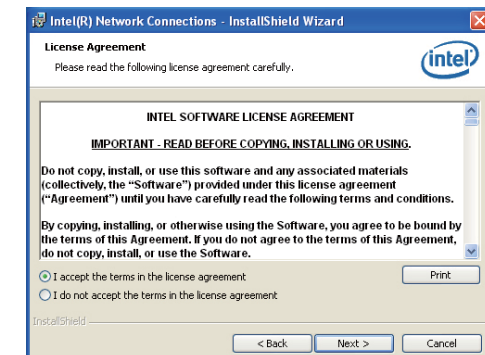 Intel(R) Network Connections - InstallShield Wizard
License Agreement
Please read the following license agreement carefully.
intel
INTEL SOFTWARE LICENSE AGREEMENT
IMPORTANT - READ BEFORE COPYING, INSTALLING OR USING.
Do not copy, install, or use this software and any associated materials
(collectively, the “Software”) provided under this license agreement
(“Agreement”) until you have carefully read the following terms and conditions.
By copying, installing, or otherwise using the Software, you agree to be bound by
the terms of this Agreement. If you do not agree to the terms of this Agreement,
do not copy, install, or use the Software.
I accept the terms in the license agreement
Print
I do not accept the terms in the license agreement
InstallShield
< Back
Next >
Cancel